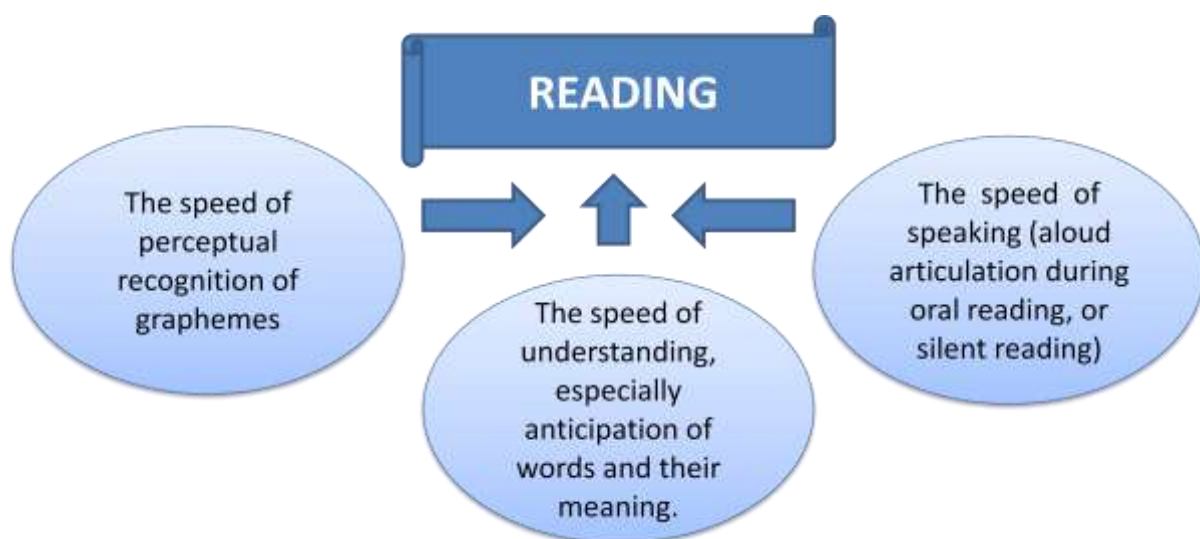 READING
The speed of
perceptual
recognition of
graphemes
The speed of
understanding,
especially
anticipation of
words and their
meaning.
The speed of
speaking (aloud
articulation during
oral reading, or
silent reading)